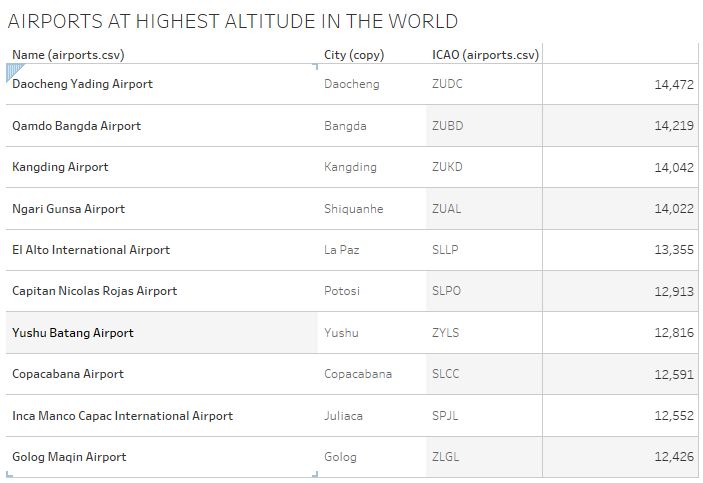 AIRPORTS AT HIGHEST ALTITUDE IN THE WORLD
Name (airports.csv) City (copy) ICAO (airports.csv)
Daocheng Yading Airport Daocheng ZUDC 14,472
Qamdo Bangda Airport Bangda ZUBD 14,219
Kangding Airport Kangding ZUKD 14,042
Ngari Gunsa Airport Shiquanhe ZUAL 14,022
El Alto International Airport La Paz SLLP 13,355
Capitan Nicolas Rojas Airport Potosi SLPO 12,913
Yushu Batang Airport Yushu ZYLS 12,816
Copacabana Airport Copacabana SLCC 12,591
Inca Manco Capac International Airport Juliaca SPJL 12,552
Golog Maqin Airport Golog ZLGL 12,426